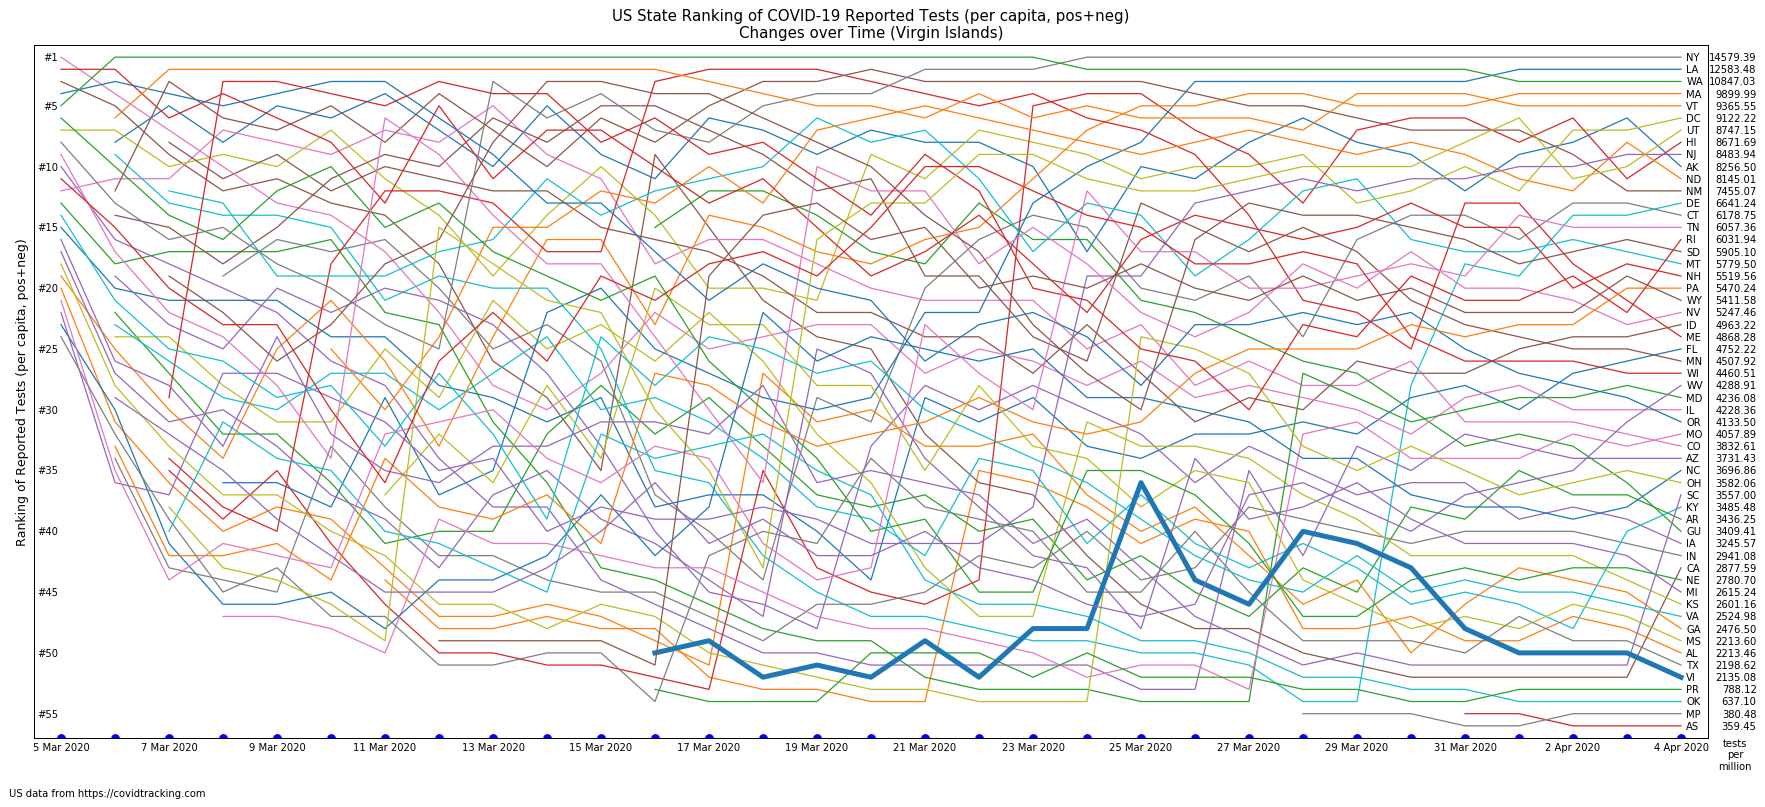 US State Ranking of COVID-19 Reported Tests (per capita, pos+neg)
Changes over Time (Virgin Islands)
Ranking of Reported Tests (per capita, pos+neg)
#1
#5
#10
#15
#20
#25
#30
#35
#40
#45
#50
#55
NY 14579.39
LA 12583.48
WA 10847.03
MA 9899.99
VT 9365.55
DC 9122.22
UT 8747.15
HI 8671.69
NJ 8483.94
AK 8256.50
ND 8145.01
NM 7455.07
DE 6641.24
CT 6178.75
TN 6057.36
RI 6031.94
SD 5905.10
MT 5779.50
NH 5519.56
PA 5470.24
WY 5411.58
NV 5247.46
ID 4963.22
ME 4868.28
FL 4752.22
MN 4507.92
WI 4460.51
WV 4288.91
MD 4236.08
IL 4228.36
OR 4133.50
MO 4057.89
CO 3832.61
AZ 3731.43
NC 3696.86
OH 3582.06
SC 3557.00
KY 3485.48
AR 3436.25
GU 3409.41
IA 3245.57
IN 2941.08
CA 2877.59
NE 2780.70
MI 2615.24
KS 2601.16
VA 2524.98
GA 2476.50
MS 2213.60
AL 2213.46
TX 2198.62
VI 2135.08
PR 788.12
OK 637.10
MP 380.48
AS 359.45
5 Mar 2020 7 Mar 2020 9 Mar 2020 11 Mar 2020 13 Mar 2020 15 Mar 2020 17 Mar 2020 19 Mar 2020 21 Mar 2020 23 Mar 2020 25 Mar 2020 27 Mar 2020 29 Mar 2020 31 Mar 2020 2 Apr 2020 4 Apr 2020
tests
per
million
US data from https://covidtracking.com